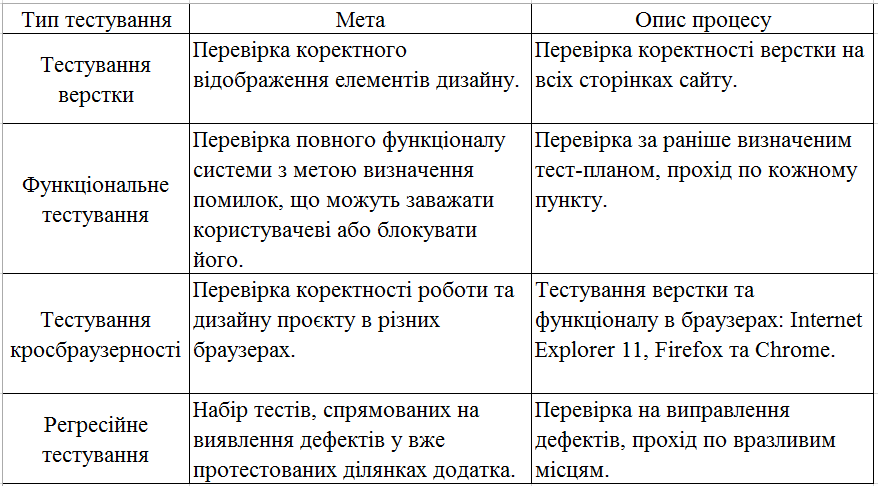 Тип тестування
Мета
Опис процесу
Тестування
верстки
Перевірка коректного
відображення елементів дизайну.
Перевірка коректності верстки на
всіх сторінках сайту.
Функціональне
тестування
Перевірка повного функціоналу
системи з метою визначення
помилок, що можуть заважати
користувачеві або блокувати
його.
Перевірка за раніше визначеним
тест-планом, прохід по кожному
пункту.
Тестування
кросбраузерності
Перевірка коректності роботи та
дизайну проєкту в різних
браузерах.
Тестування верстки та
функціоналу в браузерах: Internet
Explorer 11, Firefox та Chrome.
Регресійне
тестування
Набір тестів, спрямованих на
виявлення дефектів у вже
протестованих ділянках додатка.
Перевірка на виправлення
дефектів, прохід по вразливим
місцям.